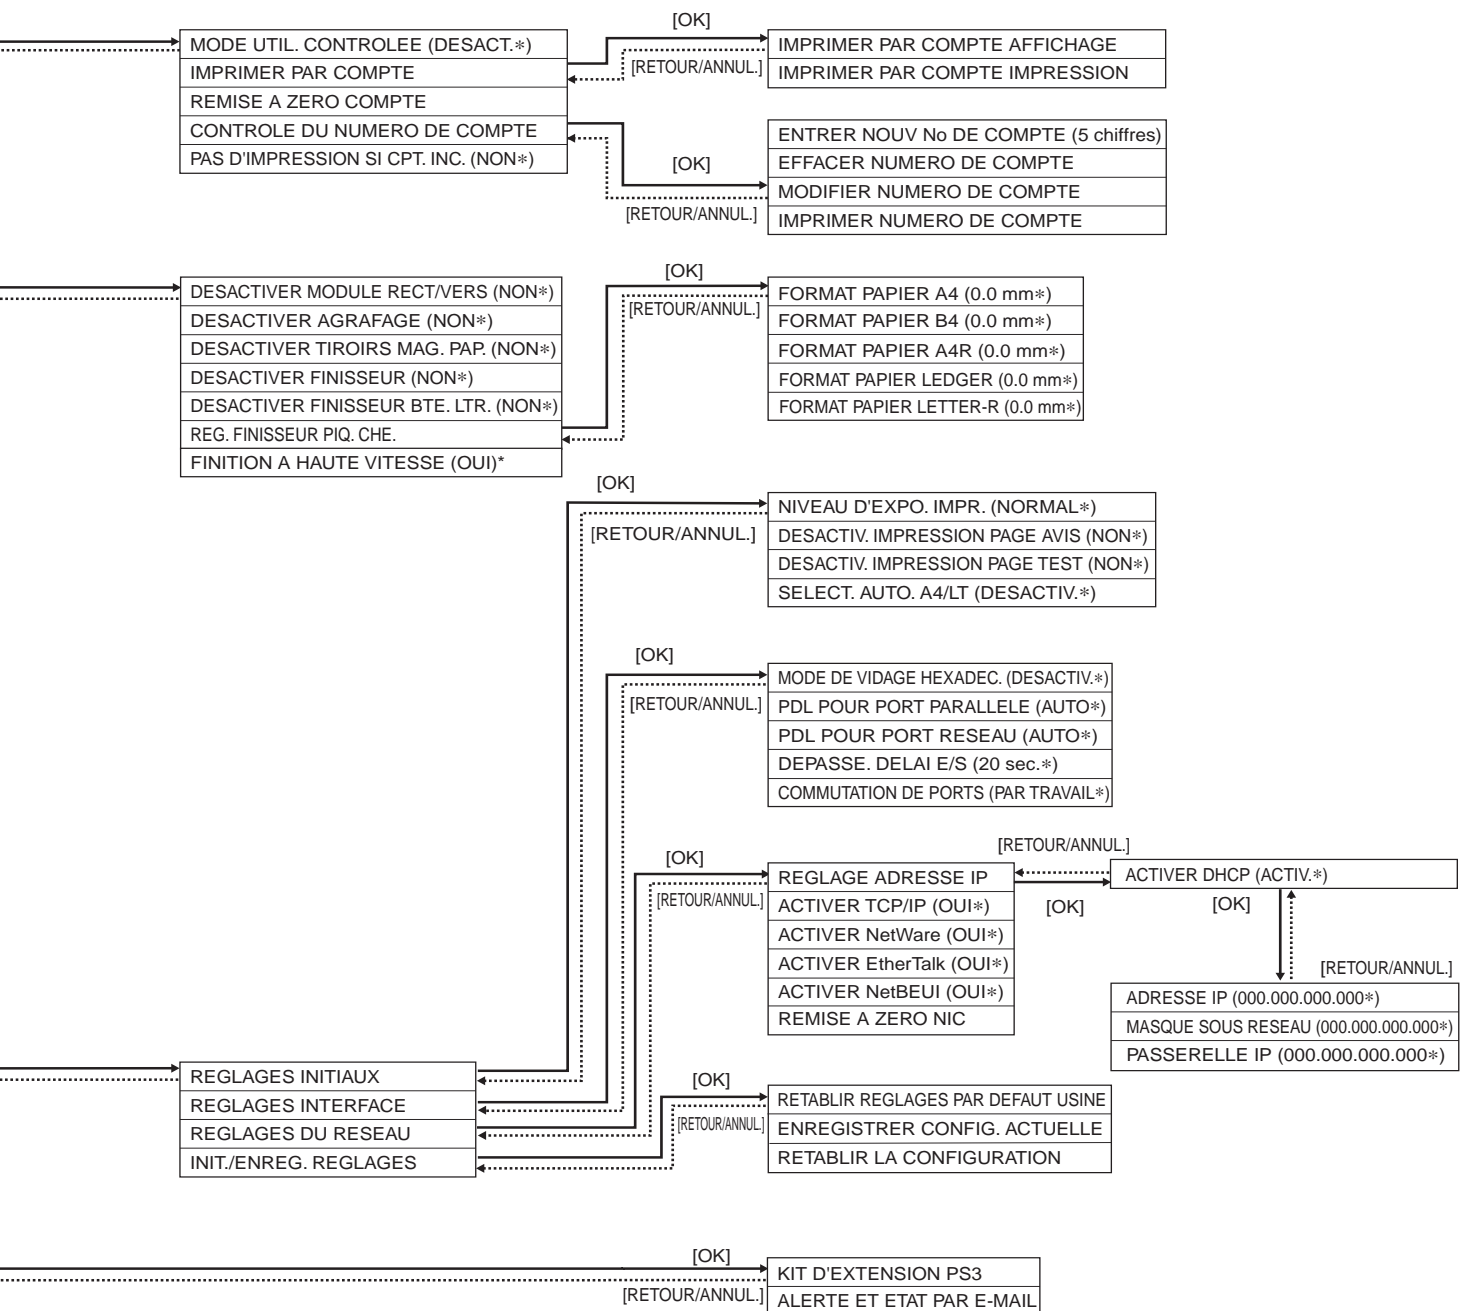 [OK]
MODE UTIL. CONTROLEE (DESACT.*)
IMPRIMER PAR COMPTE
REMISE A ZERO COMPTE
CONTROLE DU NUMERO DE COMPTE
PAS D'IMPRESSION SI CPT. INC. (NON*)
[RETOUR/ANNUL.]
IMPRIMER PAR COMPTE AFFICHAGE
IMPRIMER PAR COMPTE IMPRESSION
[OK]
[RETOUR/ANNUL.]
ENTRER NOUV No DE COMPTE (5 chiffres)
EFFACER NUMERO DE COMPTE
MODIFIER NUMERO DE COMPTE
IMPRIMER NUMERO DE COMPTE
[OK]
DESACTIVER MODULE RECT/VERS (NON*)
DESACTIVER AGRAFAGE (NON*)
DESACTIVER TIROIRS MAG. PAP. (NON*)
DESACTIVER FINISSEUR (NON*)
DESACTIVER FINISSEUR BTE. LTR. (NON*)
REG. FINISSEUR PIQ. CHE.
FINITION A HAUTE VITESSE (OUI)*
[RETOUR/ANNUL.]
FORMAT PAPIER A4 (0.0 mm*)
FORMAT PAPIER B4 (0.0 mm*)
FORMAT PAPIER A4R (0.0 mm*)
FORMAT PAPIER LEDGER (0.0 mm*)
FORMAT PAPIER LETTER-R (0.0 mm*)
[OK]
[RETOUR/ANNUL.]
NIVEAU D'EXPO. IMPR. (NORMAL*)
DESACTIV. IMPRESSION PAGE AVIS (NON*)
DESACTIV. IMPRESSION PAGE TEST (NON*)
SELECT. AUTO. A4/LT (DESACTIV.*)
[OK]
[RETOUR/ANNUL.]
MODE DE VIDAGE HEXADEC. (DESACTIV.*)
PDL POUR PORT PARALLELE (AUTO*)
PDL POUR PORT RESEAU (AUTO*)
DEPASSE. DELAI E/S (20 sec.*)
COMMUTATION DE PORTS (PAR TRAVAIL*)
[OK]
[RETOUR/ANNUL.]
REGLAGE ADRESSE IP
ACTIVER TCP/IP (OUI*)
ACTIVER NetWare (OUI*)
ACTIVER EtherTalk (OUI*)
ACTIVER NetBEUI (OUI*)
REMISE A ZERO NIC
[RETOUR/ANNUL.]
[OK]
ACTIVER DHCP (ACTIV.*)
[OK]
[RETOUR/ANNUL.]
ADRESSE IP (000.000.000.000*)
MASQUE SOUS RESEAU (000.000.000.000*)
PASSERELLE IP (000.000.000.000*)
REGLAGES INITIAUX
REGLAGES INTERFACE
REGLAGES DU RESEAU
INIT./ENREG. REGLAGES
[OK]
[RETOUR/ANNUL.]
RETABLIR REGLAGES PAR DEFAUT USINE
ENREGISTRER CONFIG. ACTUELLE
RETABLIR LA CONFIGURATION
[OK]
[RETOUR/ANNUL.]
KIT D'EXTENSION PS3
ALERTE ET ETAT PAR E-MAIL